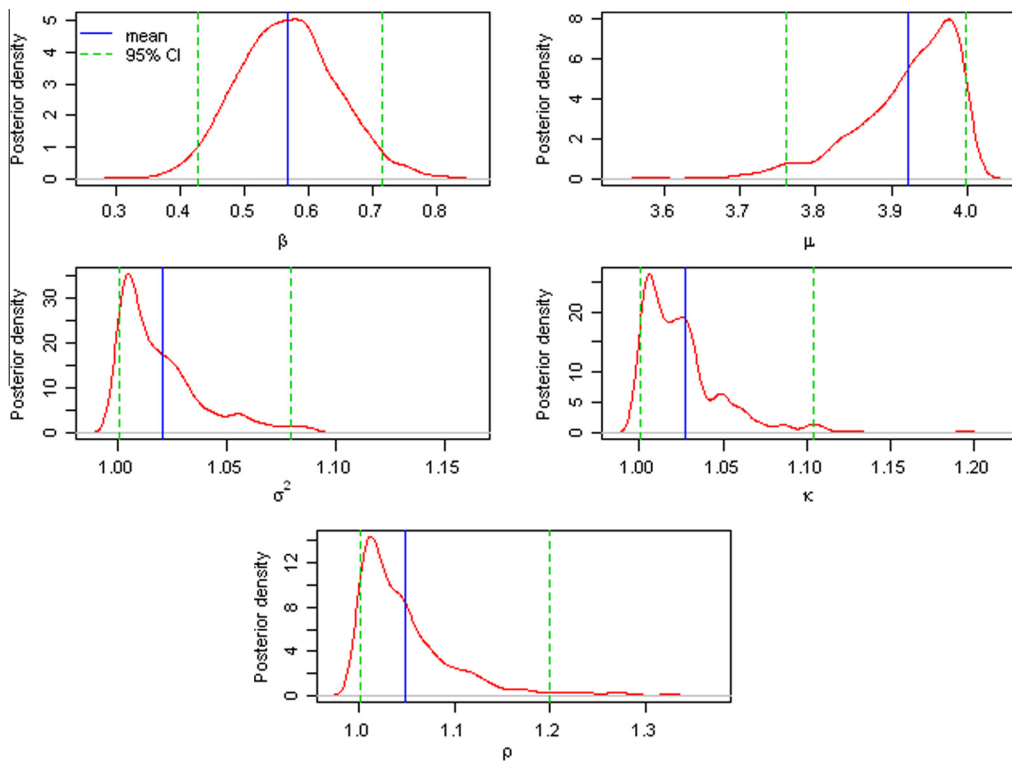 mean
95% CI
Posterior density
0 1 2 3 4 5
0.3 0.4 0.5 0.6 0.7 0.8
β
Posterior density
0 2 4 6 8
3.6 3.7 3.8 3.9 4.0
μ
Posterior density
0 10 20 30
1.00 1.05 1.10 1.15
σ²
Posterior density
0 5 10 20
1.00 1.05 1.10 1.15 1.20
κ
Posterior density
0 4 8 12
1.0 1.1 1.2 1.3
ρ